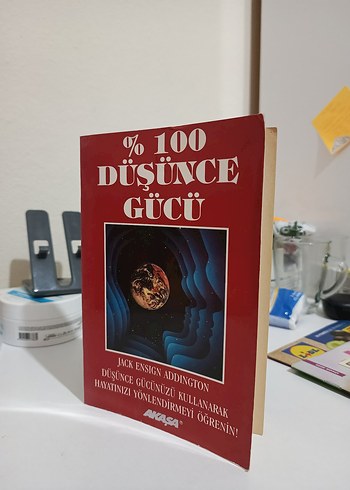 % 100
DÜŞÜNCE
GÜCÜ
JACK ENSIGN ADDINGTON
DÜŞÜNCE GÜCÜNÜZÜ KULLANARAK
HAYATINIZI YÖNLENDİRMEYİ ÖĞRENİN!
AKAŞA®